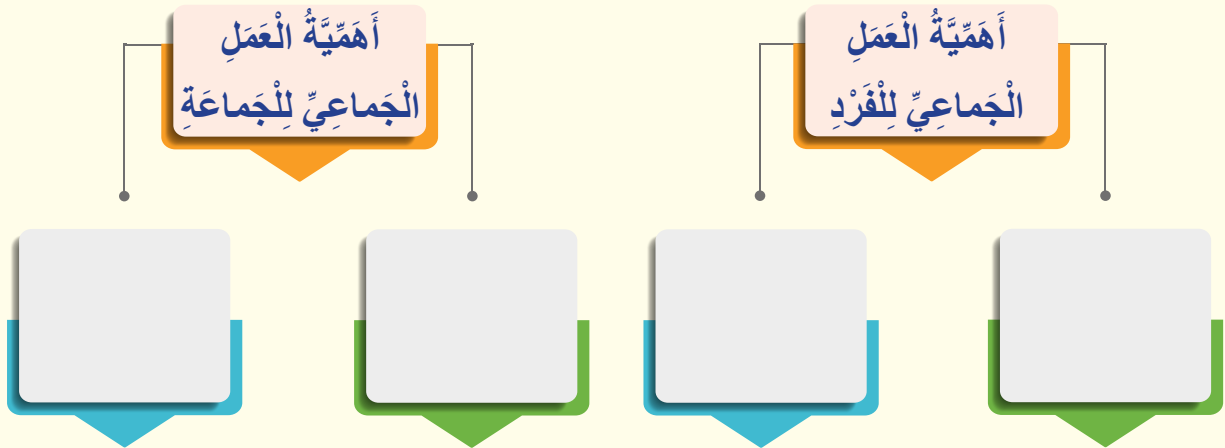 أَهَمِّيَّةُ الْعَمَلِ
الْجَماعِيِّ لِلْفَرْدِ
أَهَمِّيَّةُ الْعَمَلِ
الْجَماعِيِّ لِلْجَماعَةِ